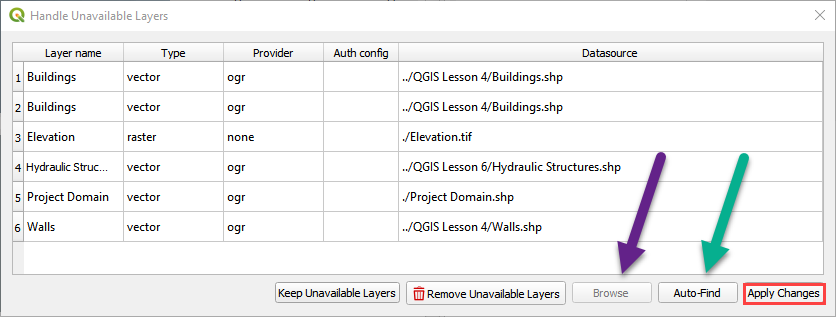 Handle Unavailable Layers
Layer name Type Provider Auth config Datasource
1 Buildings vector ogr ../QGIS Lesson 4/Buildings.shp
2 Buildings vector ogr ../QGIS Lesson 4/Buildings.shp
3 Elevation raster none ./Elevation.tif
4 Hydraulic Struc... vector ogr ../QGIS Lesson 6/Hydraulic Structures.shp
5 Project Domain vector ogr ./Project Domain.shp
6 Walls vector ogr ../QGIS Lesson 4/Walls.shp
Keep Unavailable Layers Remove Unavailable Layers Browse Auto-Find Apply Changes